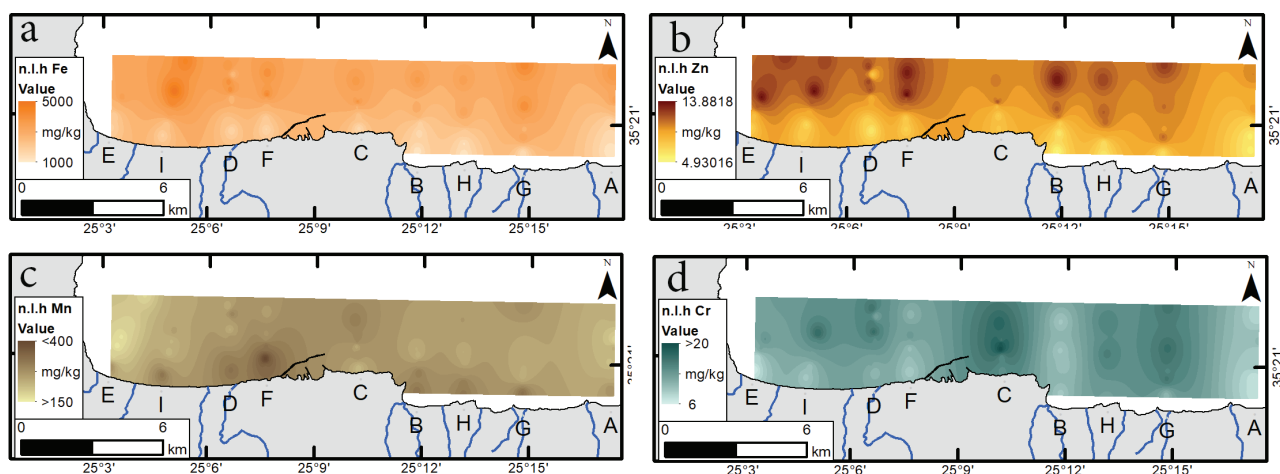 a
N
n.l.h Fe
Value
5000
mg/kg
1000
35°21'
E I D F C B H G A
0 6
km
25°3' 25°6' 25°9' 25°12' 25°15'
b
N
n.l.h Zn
Value
13.8818
mg/kg
4.93016
35°21'
E I D F C B H G A
0 6
km
25°3' 25°6' 25°9' 25°12' 25°15'
c
N
n.l.h Mn
Value
<400
mg/kg
>150
E I D F C B H G A
0 6
km
25°3' 25°6' 25°9' 25°12' 25°15'
d
N
n.l.h Cr
Value
>20
mg/kg
6
35°21'
E I D F C B H G A
0 6
km
25°3' 25°6' 25°9' 25°12' 25°15'